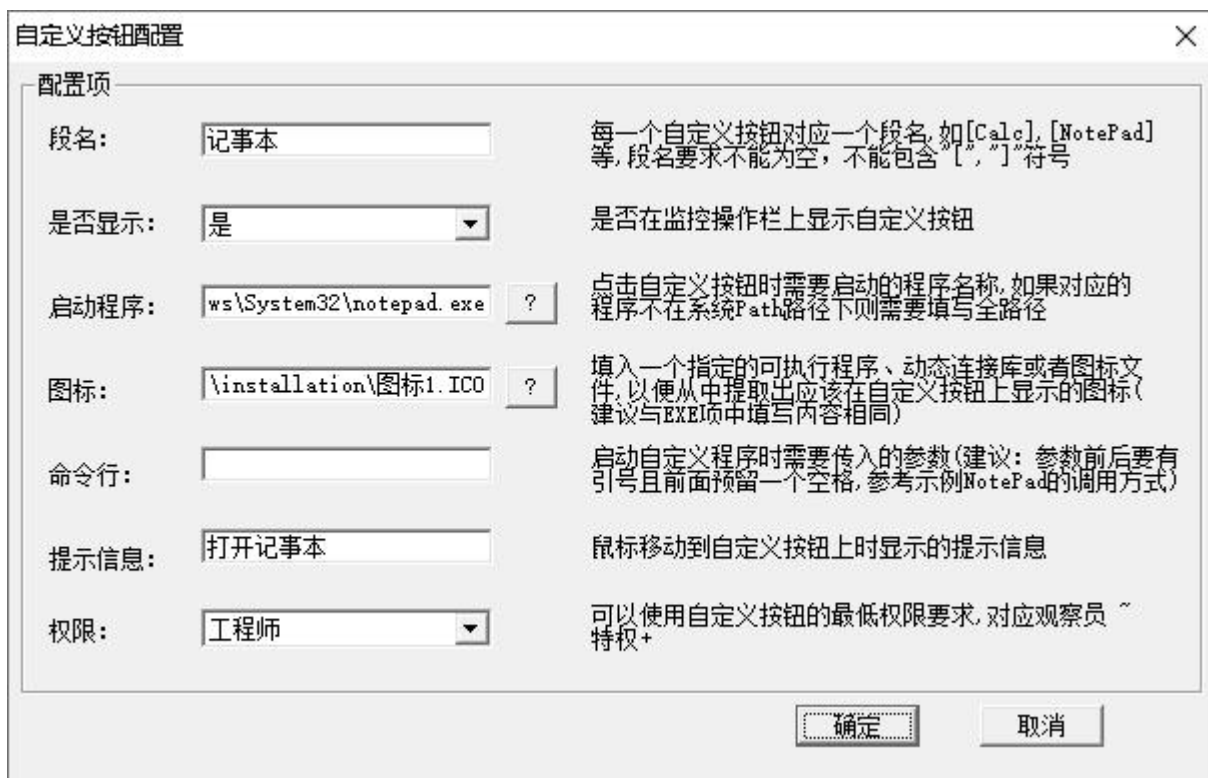 自定义按钮配置
配置项
段名:
记事本
每一个自定义按钮对应一个段名,如[Calc],[NotePad]
等,段名要求不能为空，不能包含"[","]"符号
是否显示:
是
是否在监控操作栏上显示自定义按钮
启动程序:
ws\System32\notepad.exe
?
点击自定义按钮时需要启动的程序名称,如果对应的
程序不在系统Path路径下则需要填写全路径
图标:
\installation\图标1.ICO
?
填入一个指定的可执行程序、动态连接库或者图标文
件,以便从中提取出应该在自定义按钮上显示的图标(
建议与EXE项中填写内容相同)
命令行:
启动自定义程序时需要传入的参数(建议: 参数前后要有
引号且前面预留一个空格,参考示例NotePad的调用方式)
提示信息:
打开记事本
鼠标移动到自定义按钮上时显示的提示信息
权限:
工程师
可以使用自定义按钮的最低权限要求,对应观察员 ~
特权+
确定
取消